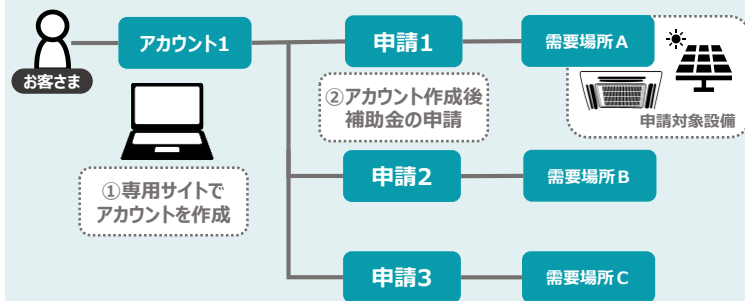 アカウント1
申請1
需要場所A
お客さま
②アカウント作成後
補助金の申請
申請対象設備
①専用サイトで
アカウントを作成
申請2
需要場所B
申請3
需要場所C